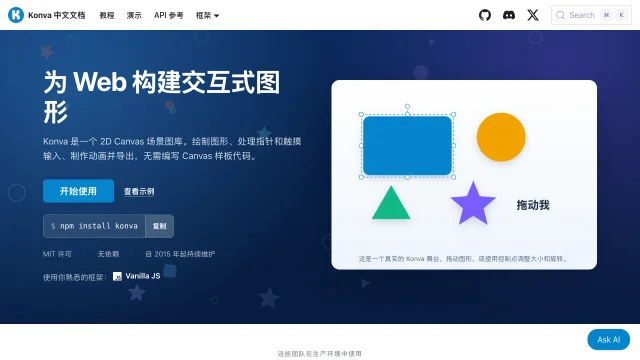 Konva 中文文档 教程 演示 API 参考 框架 Search ⌘ K
为 Web 构建交互式图
形
Konva 是一个 2D Canvas 场景图库。绘制图形、处理指针和触摸
输入、制作动画并导出，无需编写 Canvas 样板代码。
开始使用 查看示例
$ npm install konva 复制
MIT 许可 · 无依赖 · 自 2015 年起持续维护
使用你熟悉的框架： JS Vanilla JS
拖动我
这是一个真实的 Konva 舞台。拖动图形，或使用控制点调整大小和旋转。
Ask AI
这些团队在生产环境中使用